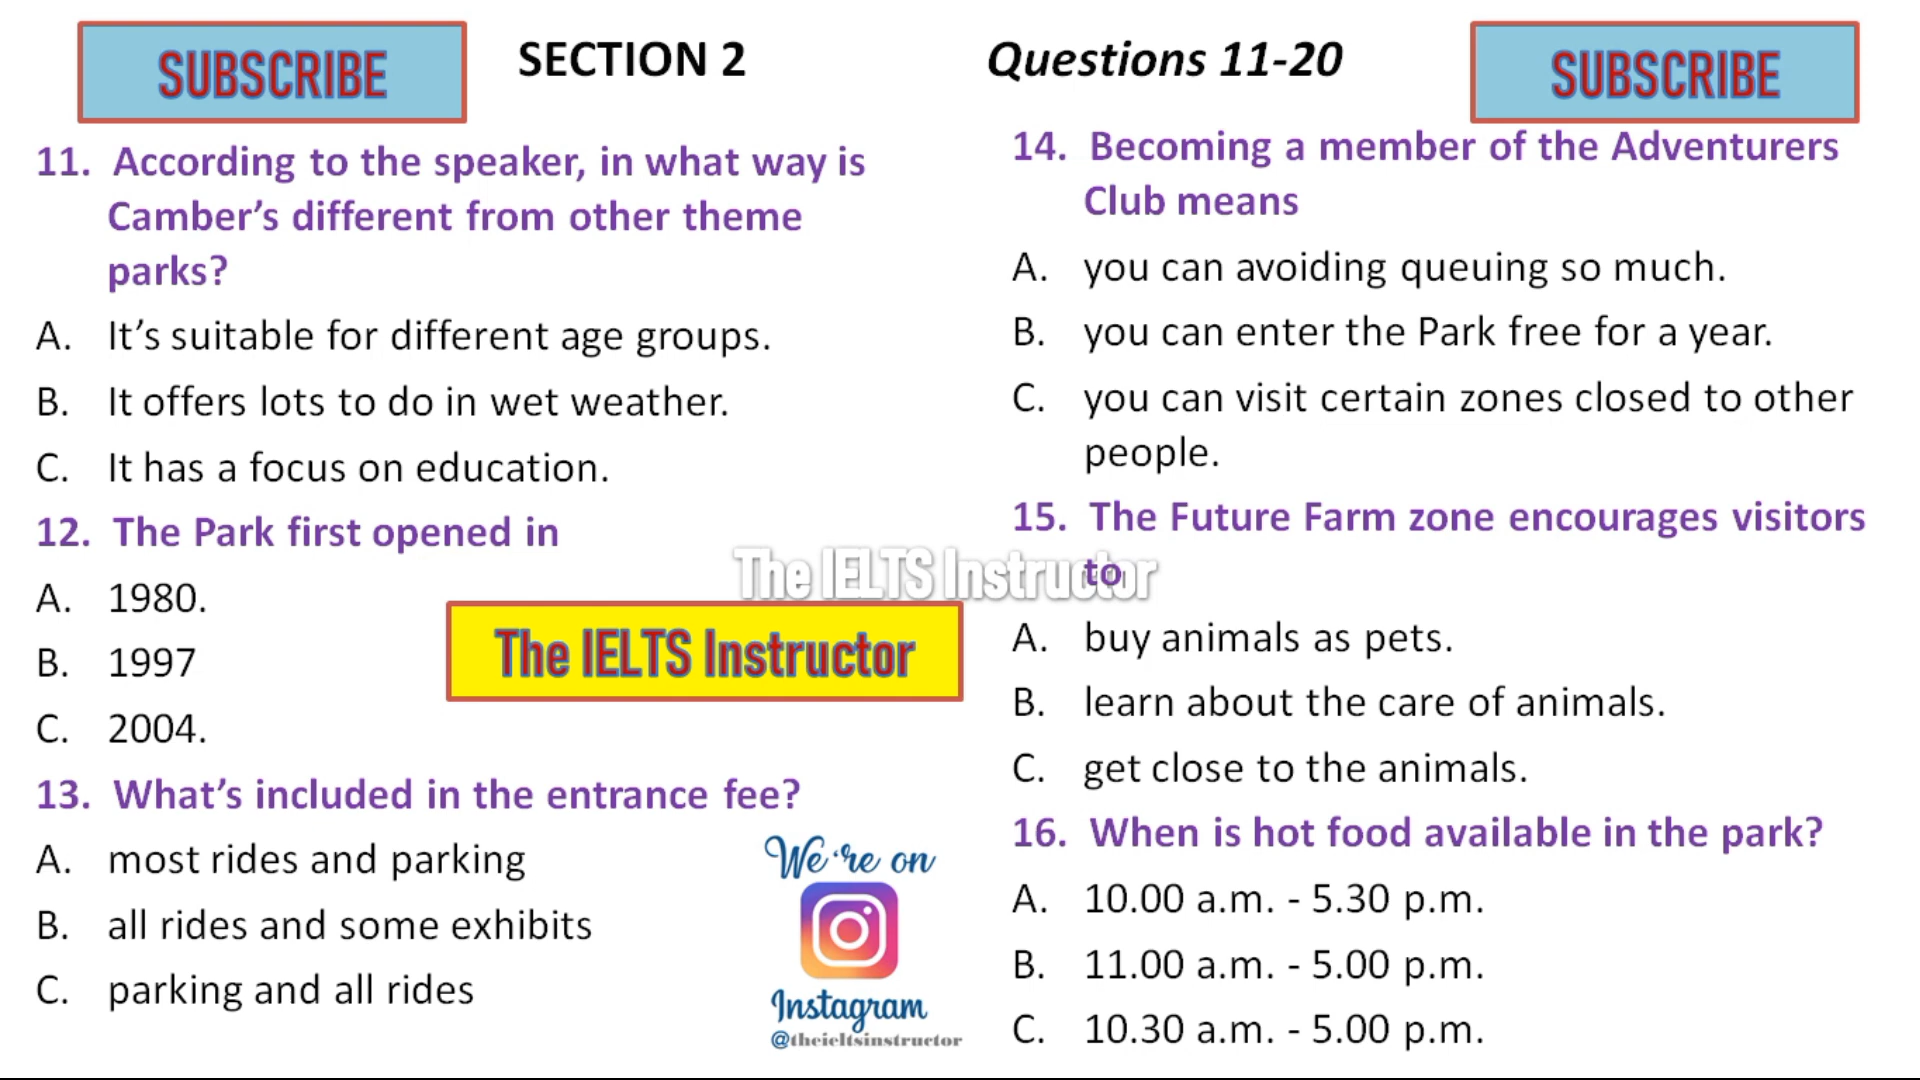 SUBSCRIBE
SECTION 2
Questions 11-20
SUBSCRIBE
11. According to the speaker, in what way is
Camber's different from other theme
parks?
A. It's suitable for different age groups.
B. It offers lots to do in wet weather.
C. It has a focus on education.
12. The Park first opened in
A. 1980.
B. 1997
C. 2004.
13. What's included in the entrance fee?
A. most rides and parking
B. all rides and some exhibits
C. parking and all rides
The IELTS Instructor
The IELTS Instructor
We're on
Instagram
@theieltsinstructor
14. Becoming a member of the Adventurers
Club means
A. you can avoiding queuing so much.
B. you can enter the Park free for a year.
C. you can visit certain zones closed to other
people.
15. The Future Farm zone encourages visitors
to
A. buy animals as pets.
B. learn about the care of animals.
C. get close to the animals.
16. When is hot food available in the park?
A. 10.00 a.m. - 5.30 p.m.
B. 11.00 a.m. - 5.00 p.m.
C. 10.30 a.m. - 5.00 p.m.